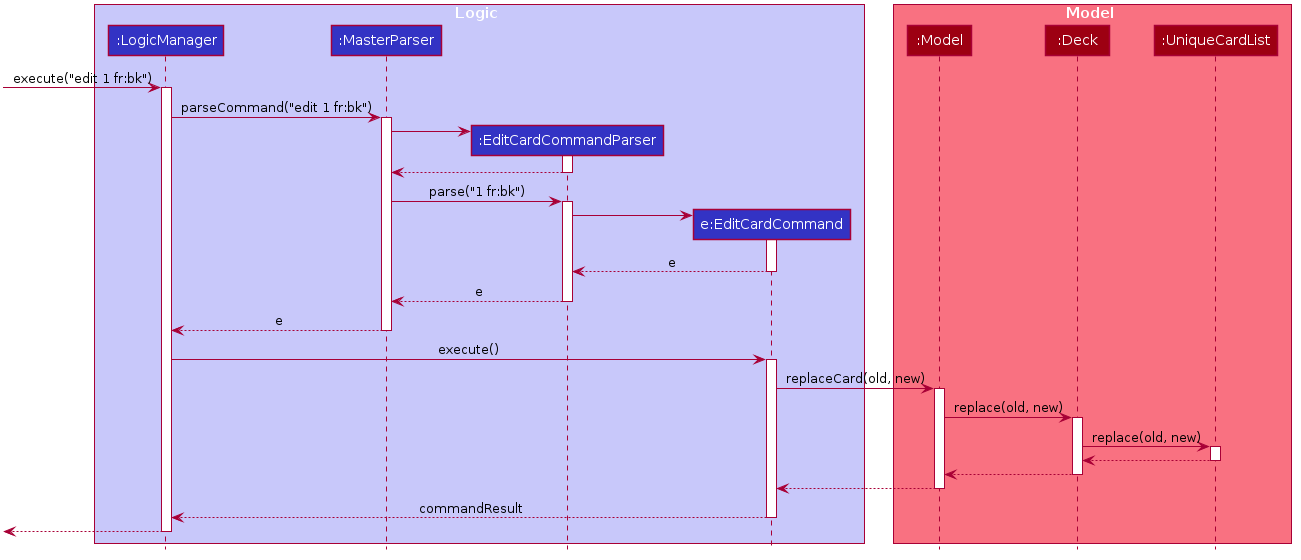 Logic
Model
:LogicManager
:MasterParser
:Model
:Deck
:UniqueCardList
execute("edit 1 fr:bk")
parseCommand("edit 1 fr:bk")
:EditCardCommandParser
parse("1 fr:bk")
e:EditCardCommand
e
e
e
execute()
replaceCard(old, new)
replace(old, new)
replace(old, new)
commandResult